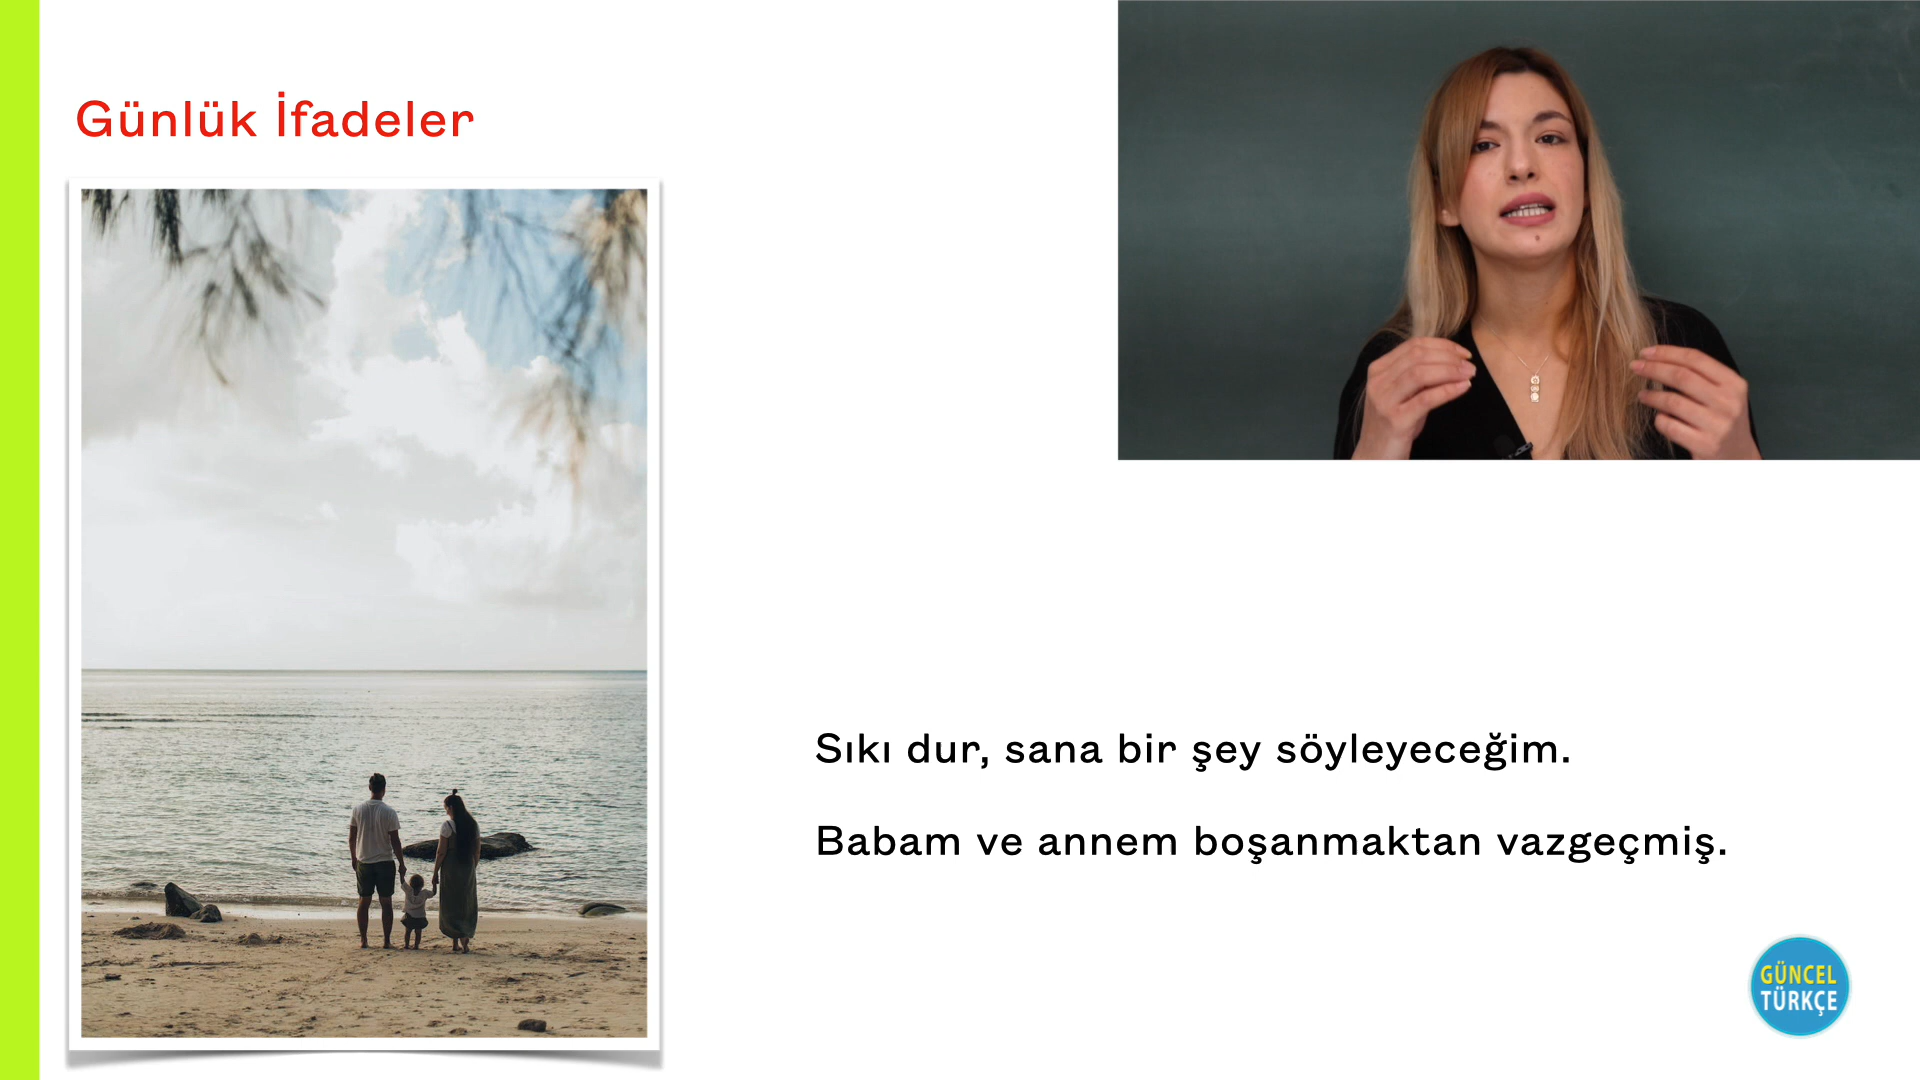 Günlük İfadeler
Sıkı dur, sana bir şey söyleyeceğim.
Babam ve annem boşanmaktan vazgeçmiş.
GÜNCEL
TÜRKÇE